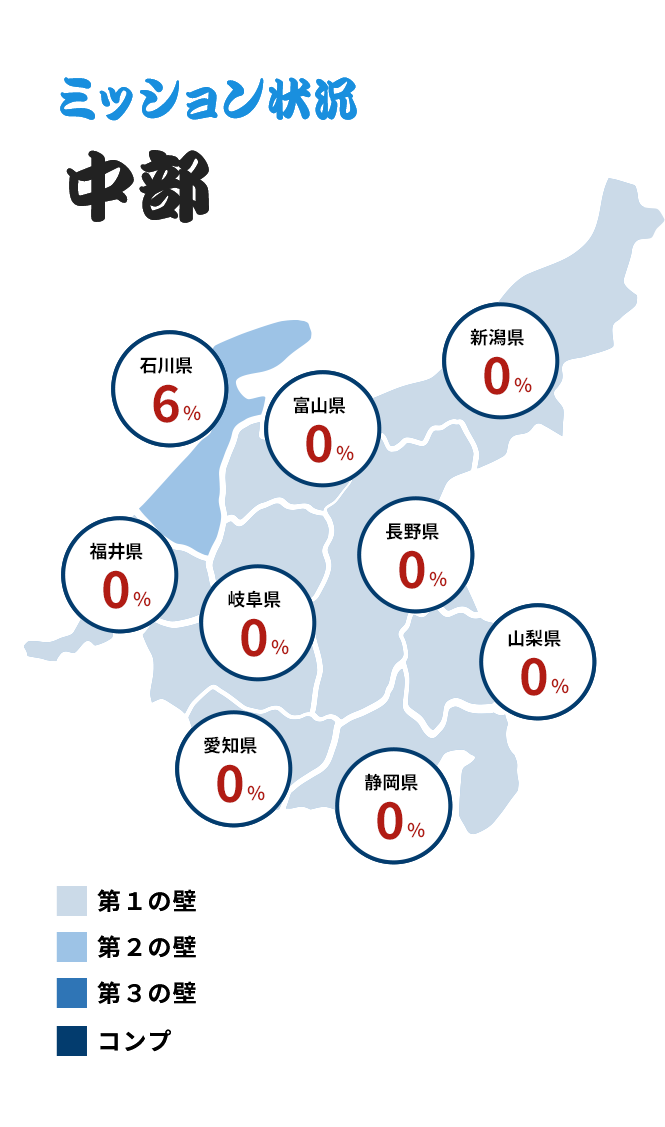 ミッション状況
中部
新潟県
0%
石川県
6%
富山県
0%
長野県
0%
福井県
0%
岐阜県
0%
山梨県
0%
愛知県
0%
静岡県
0%
第１の壁
第２の壁
第３の壁
コンプ